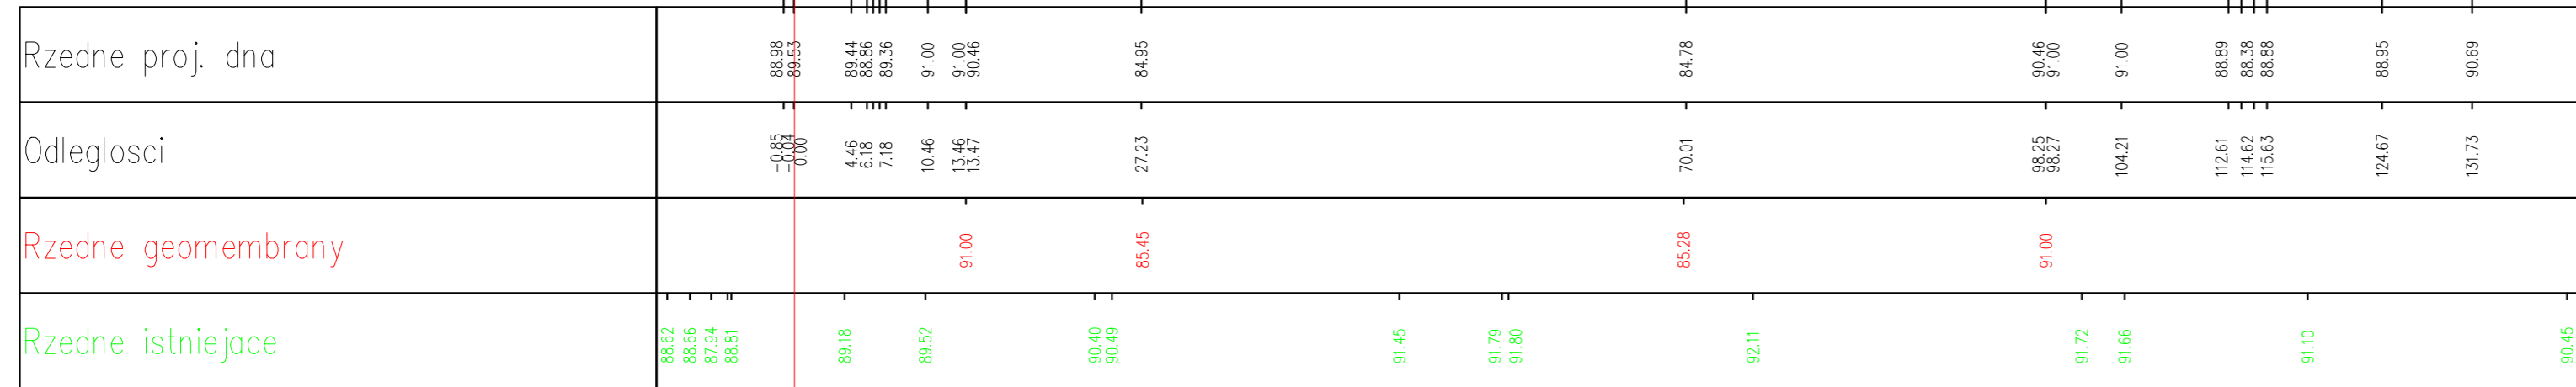 Rzedne proj. dna 88.98 89.53 89.44 88.86 89.36 91.00 91.00 90.46 84.95 84.78 90.46 91.00 91.00 88.89 88.38 88.88 88.95 90.69
Odleglosci -0.85 -0.04 0.00 4.46 6.18 7.18 10.46 13.46 13.47 27.23 70.01 98.25 98.27 104.21 112.61 114.62 115.63 124.67 131.73
Rzedne geomembrany 91.00 85.45 85.28 91.00
Rzedne istniejace 88.62 88.66 87.94 88.81 89.18 89.52 90.40 90.49 91.45 91.79 91.80 92.11 91.72 91.66 91.10 90.45